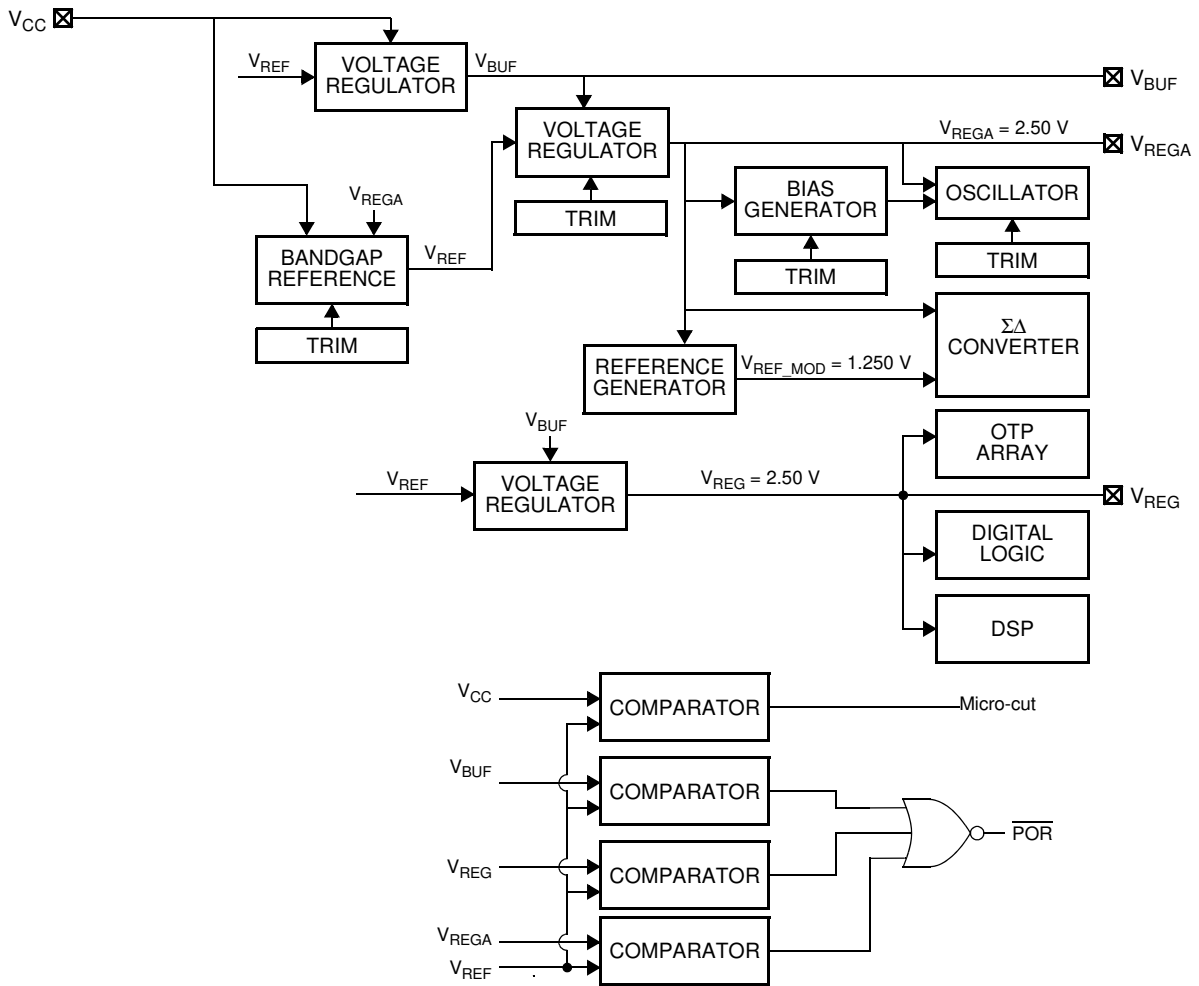 VCC
VREF
VOLTAGE
REGULATOR
VBUF
VBUF
VOLTAGE
REGULATOR
VREGA = 2.50 V
VREGA
TRIM
BIAS
GENERATOR
OSCILLATOR
TRIM
TRIM
VREGA
BANDGAP
REFERENCE
VREF
TRIM
ΣΔ
CONVERTER
REFERENCE
GENERATOR
VREF_MOD = 1.250 V
OTP
ARRAY
VBUF
VREF
VOLTAGE
REGULATOR
VREG = 2.50 V
VREG
DIGITAL
LOGIC
DSP
VCC
COMPARATOR
Micro-cut
VBUF
COMPARATOR
POR
VREG
COMPARATOR
VREGA
VREF
COMPARATOR